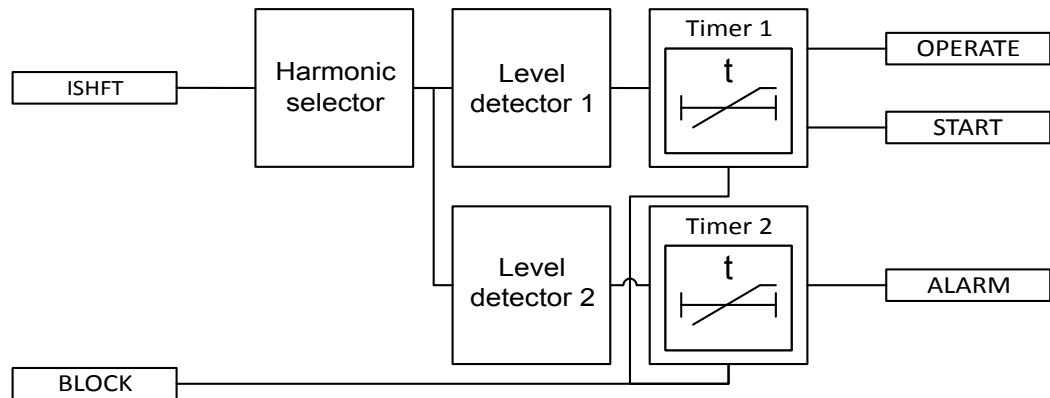 ISHFT
Harmonic
selector
Level
detector 1
Timer 1
t
OPERATE
START
Level
detector 2
Timer 2
t
ALARM
BLOCK